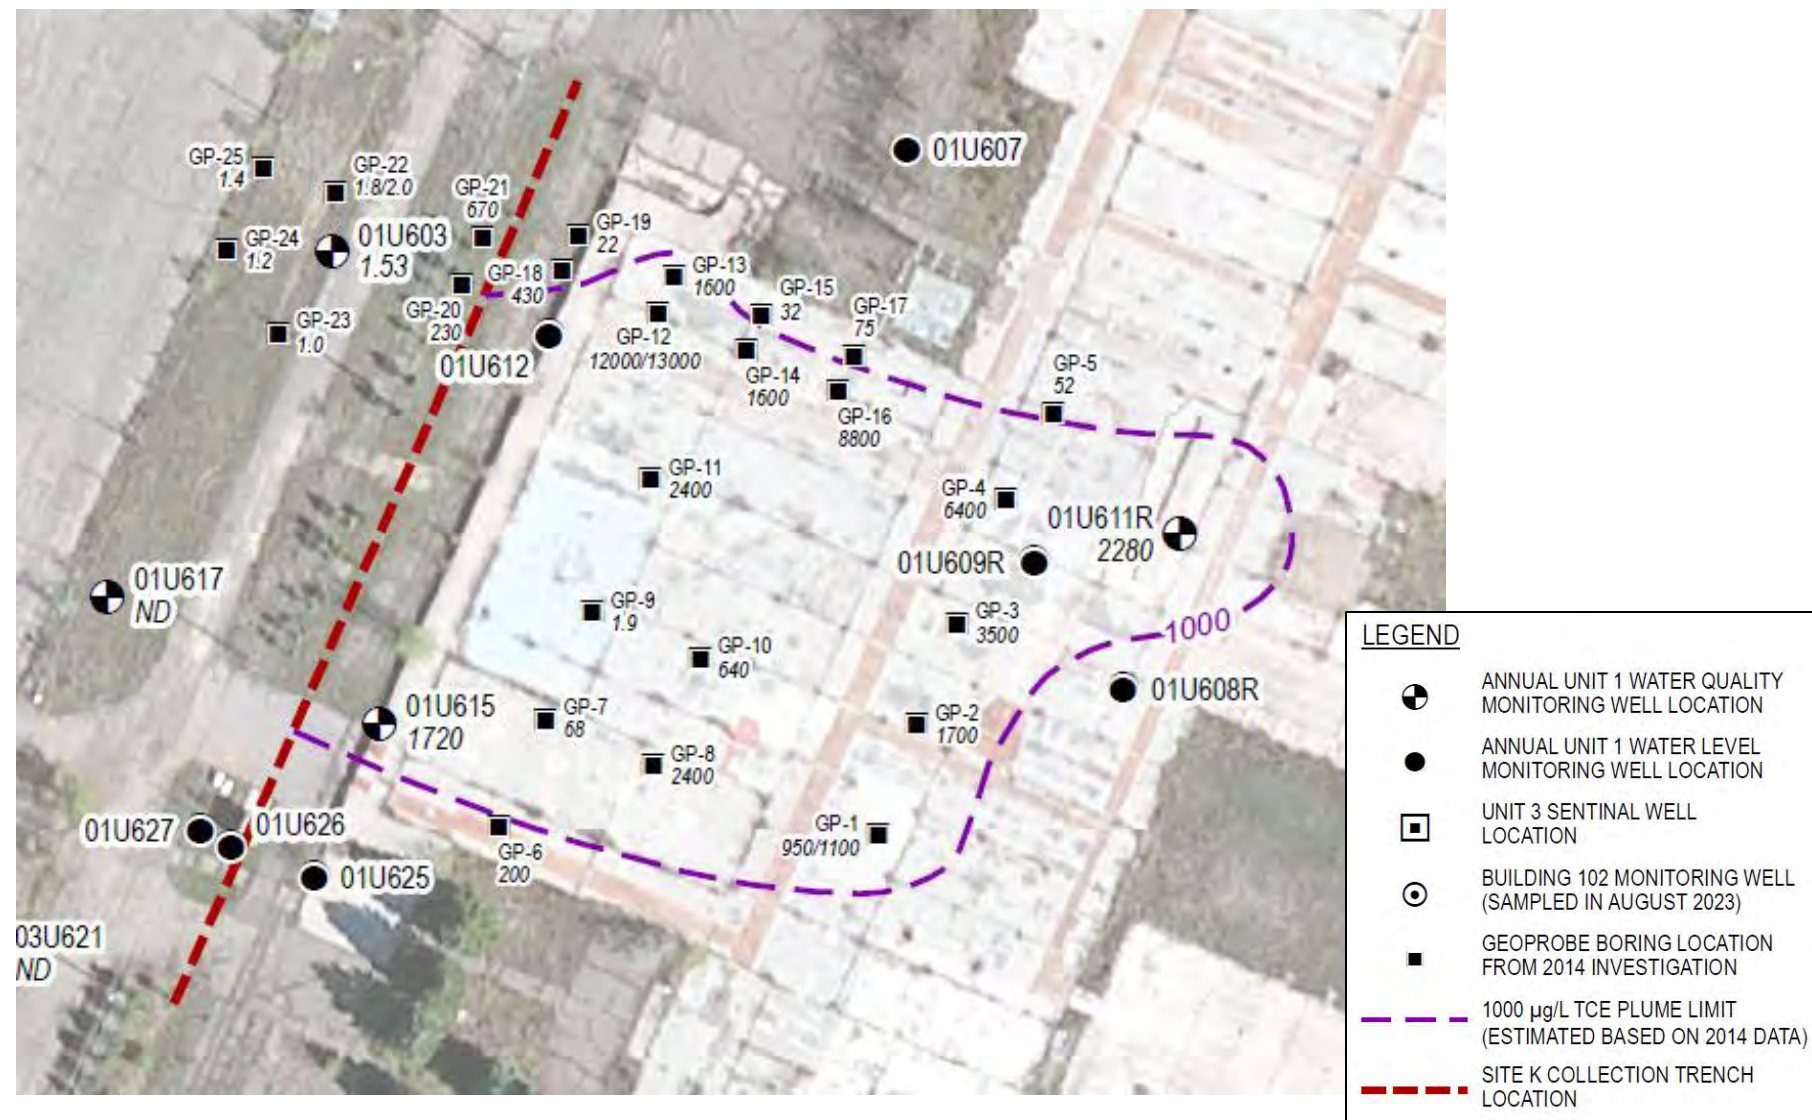 GP-25
1.4
GP-22
1.8/2.0
GP-21
670
01U607
GP-24
1.2
01U603
1.53
GP-19
22
GP-18
430
GP-13
1600
GP-20
230
GP-23
1.0
01U612
GP-12
12000/13000
GP-15
32
GP-17
75
GP-14
1600
GP-16
8800
GP-5
52
GP-11
2400
GP-4
6400
01U611R
2280
01U609R
01U617
ND
GP-9
1.9
GP-3
3500
1000
GP-10
640
01U608R
01U615
1720
GP-7
68
GP-2
1700
GP-8
2400
01U627
01U626
GP-1
950/1100
GP-6
200
01U625
03U621
ND
LEGEND
ANNUAL UNIT 1 WATER QUALITY
MONITORING WELL LOCATION
ANNUAL UNIT 1 WATER LEVEL
MONITORING WELL LOCATION
UNIT 3 SENTINAL WELL
LOCATION
BUILDING 102 MONITORING WELL
(SAMPLED IN AUGUST 2023)
GEOPROBE BORING LOCATION
FROM 2014 INVESTIGATION
1000 µg/L TCE PLUME LIMIT
(ESTIMATED BASED ON 2014 DATA)
SITE K COLLECTION TRENCH
LOCATION